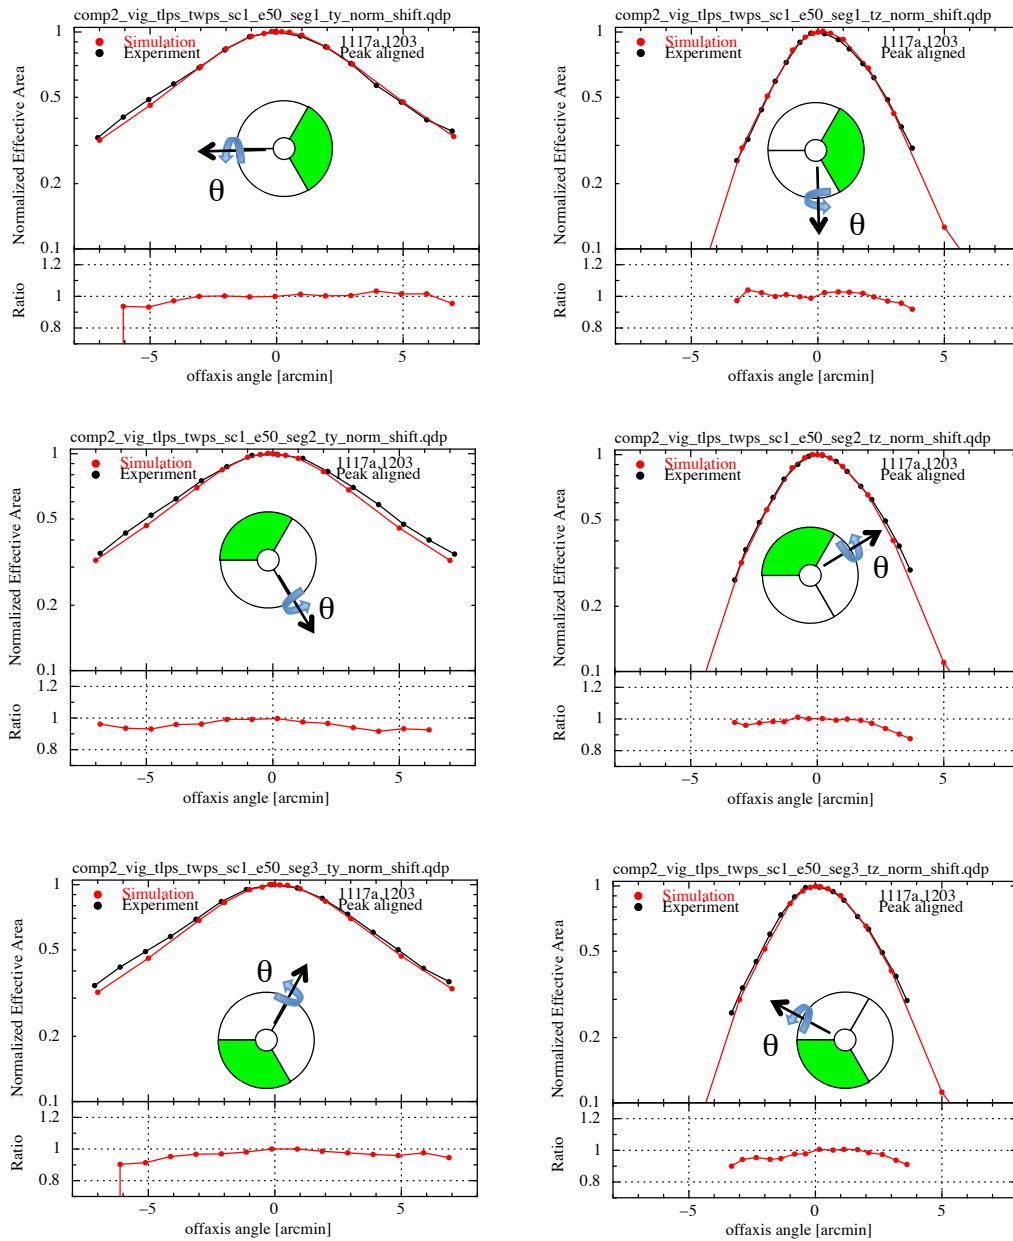 comp2_vig_tlps_twps_sc1_e50_seg1_ty_norm_shift.qdp
Simulation
1117a,1203
Experiment
Peak aligned
1
0.5
0.2
0.1
Normalized Effective Area
θ
1.2
1
0.8
Ratio
−5
0
5
offaxis angle [arcmin]
comp2_vig_tlps_twps_sc1_e50_seg1_tz_norm_shift.qdp
Simulation
1117a,1203
Experiment
Peak aligned
1
0.5
0.2
0.1
Normalized Effective Area
θ
1.2
1
0.8
Ratio
−5
0
5
offaxis angle [arcmin]
comp2_vig_tlps_twps_sc1_e50_seg2_ty_norm_shift.qdp
Simulation
1117a,1203
Experiment
Peak aligned
1
0.5
0.2
0.1
Normalized Effective Area
θ
1.2
1
0.8
Ratio
−5
0
5
offaxis angle [arcmin]
comp2_vig_tlps_twps_sc1_e50_seg2_tz_norm_shift.qdp
Simulation
1117a,1203
Experiment
Peak aligned
1
0.5
0.2
0.1
Normalized Effective Area
θ
1.2
1
0.8
Ratio
−5
0
5
offaxis angle [arcmin]
comp2_vig_tlps_twps_sc1_e50_seg3_ty_norm_shift.qdp
Simulation
1117a,1203
Experiment
Peak aligned
1
0.5
0.2
0.1
Normalized Effective Area
θ
1.2
1
0.8
Ratio
−5
0
5
offaxis angle [arcmin]
comp2_vig_tlps_twps_sc1_e50_seg3_tz_norm_shift.qdp
Simulation
1117a,1203
Experiment
Peak aligned
1
0.5
0.2
0.1
Normalized Effective Area
θ
1.2
1
0.8
Ratio
−5
0
5
offaxis angle [arcmin]